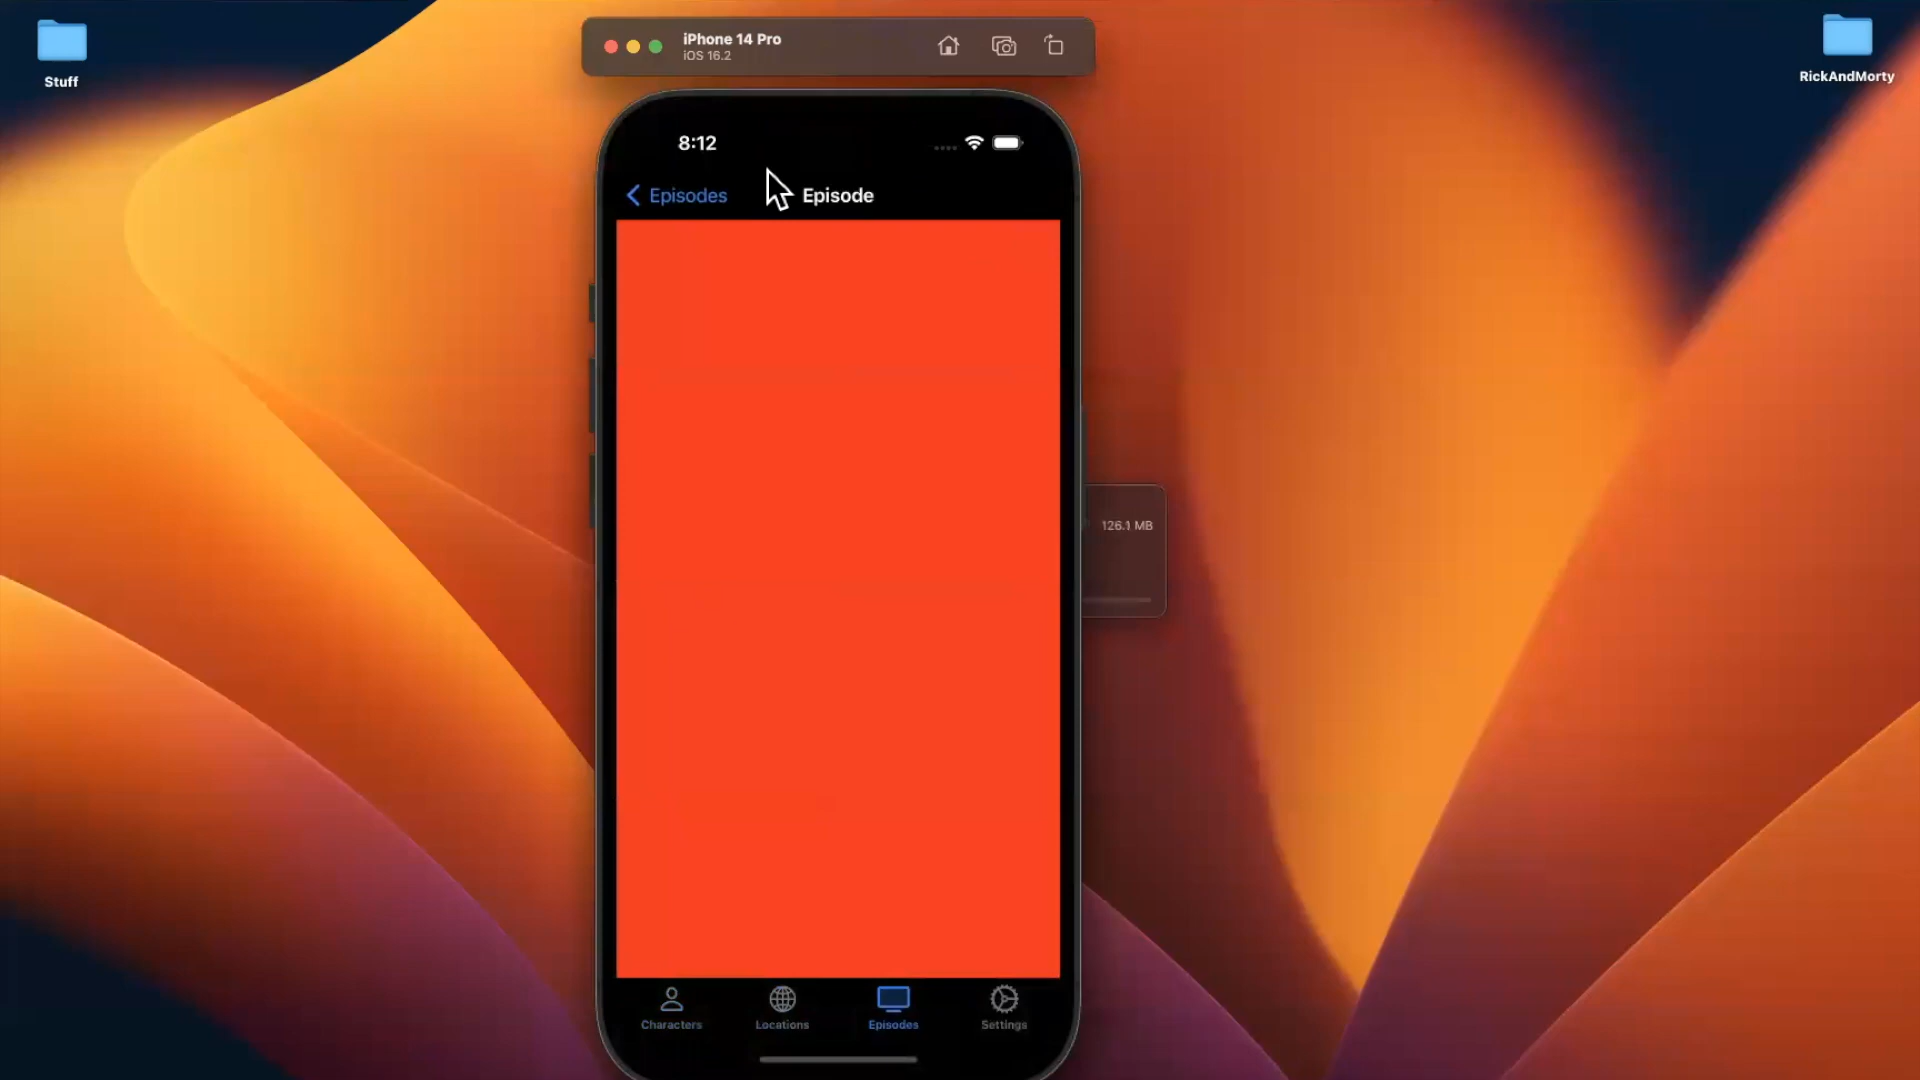 Stuff
iPhone 14 Pro
iOS 16.2
RickAndMorty
8:12
Episodes
Episode
126.1 MB
Characters
Locations
Episodes
Settings